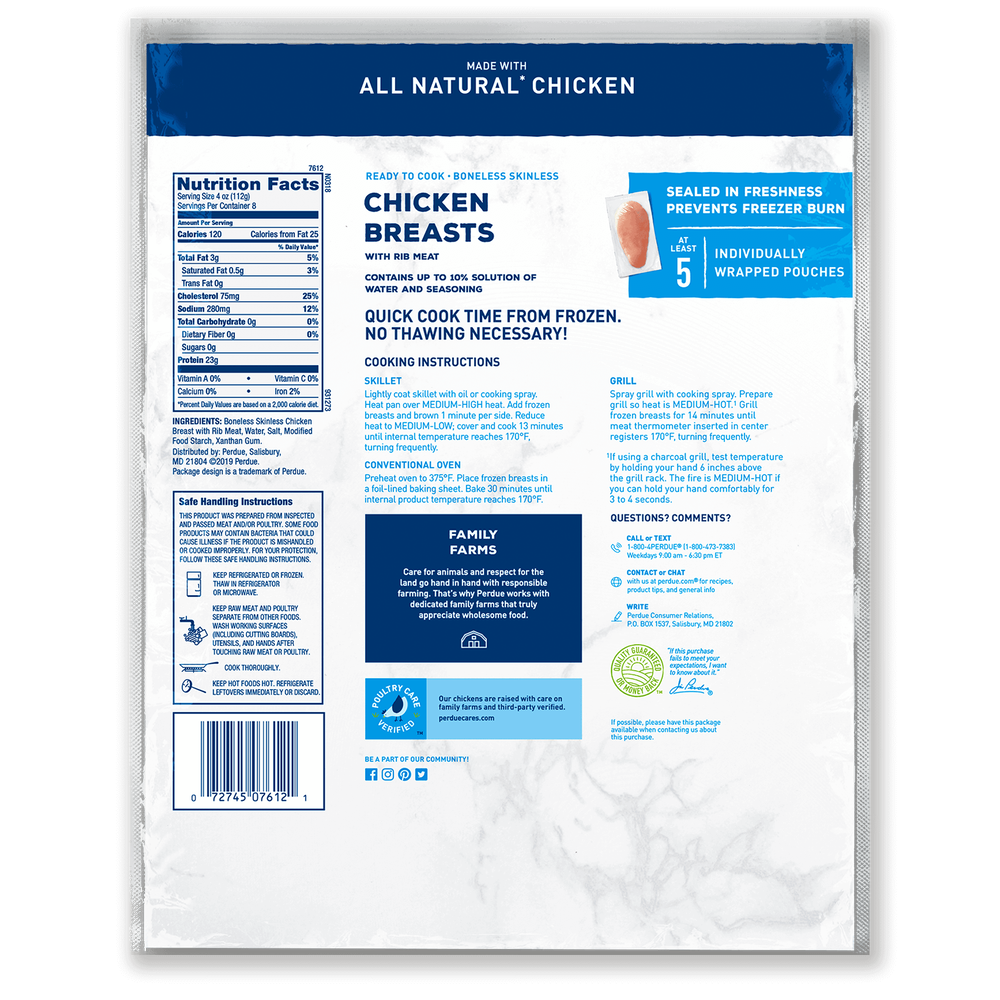 MADE WITH
ALL NATURAL* CHICKEN
7612
N0318
Nutrition Facts
Serving Size 4 oz (112g)
Servings Per Container 8
Amount Per Serving
Calories 120 Calories from Fat 25
% Daily Value*
Total Fat 3g 5%
Saturated Fat 0.5g 3%
Trans Fat 0g
Cholesterol 75mg 25%
Sodium 280mg 12%
Total Carbohydrate 0g 0%
Dietary Fiber 0g 0%
Sugars 0g
Protein 23g
Vitamin A 0% • Vitamin C 0%
Calcium 0% • Iron 2%
*Percent Daily Values are based on a 2,000 calorie diet.
931273
INGREDIENTS: Boneless Skinless Chicken
Breast with Rib Meat, Water, Salt, Modified
Food Starch, Xanthan Gum.
Distributed by: Perdue, Salisbury,
MD 21804 ©2019 Perdue.
Package design is a trademark of Perdue.
Safe Handling Instructions
THIS PRODUCT WAS PREPARED FROM INSPECTED
AND PASSED MEAT AND/OR POULTRY. SOME FOOD
PRODUCTS MAY CONTAIN BACTERIA THAT COULD
CAUSE ILLNESS IF THE PRODUCT IS MISHANDLED
OR COOKED IMPROPERLY. FOR YOUR PROTECTION,
FOLLOW THESE SAFE HANDLING INSTRUCTIONS.
KEEP REFRIGERATED OR FROZEN.
THAW IN REFRIGERATOR
OR MICROWAVE.
KEEP RAW MEAT AND POULTRY
SEPARATE FROM OTHER FOODS.
WASH WORKING SURFACES
(INCLUDING CUTTING BOARDS),
UTENSILS, AND HANDS AFTER
TOUCHING RAW MEAT OR POULTRY.
COOK THOROUGHLY.
KEEP HOT FOODS HOT. REFRIGERATE
LEFTOVERS IMMEDIATELY OR DISCARD.
0 72745 07612 1
READY TO COOK • BONELESS SKINLESS
CHICKEN
BREASTS
WITH RIB MEAT
CONTAINS UP TO 10% SOLUTION OF
WATER AND SEASONING
SEALED IN FRESHNESS
PREVENTS FREEZER BURN
AT
LEAST
5
INDIVIDUALLY
WRAPPED POUCHES
QUICK COOK TIME FROM FROZEN.
NO THAWING NECESSARY!
COOKING INSTRUCTIONS
SKILLET
Lightly coat skillet with oil or cooking spray.
Heat pan over MEDIUM-HIGH heat. Add frozen
breasts and brown 1 minute per side. Reduce
heat to MEDIUM-LOW; cover and cook 13 minutes
until internal temperature reaches 170°F,
turning frequently.
CONVENTIONAL OVEN
Preheat oven to 375°F. Place frozen breasts in
a foil-lined baking sheet. Bake 30 minutes until
internal product temperature reaches 170°F.
GRILL
Spray grill with cooking spray. Prepare
grill so heat is MEDIUM-HOT.¹ Grill
frozen breasts for 14 minutes until
meat thermometer inserted in center
registers 170°F, turning frequently.
¹If using a charcoal grill, test temperature
by holding your hand 6 inches above
the grill rack. The fire is MEDIUM-HOT if
you can hold your hand comfortably for
3 to 4 seconds.
FAMILY
FARMS
Care for animals and respect for the
land go hand in hand with responsible
farming. That's why Perdue works with
dedicated family farms that truly
appreciate wholesome food.
POULTRY CARE
VERIFIED
TM
Our chickens are raised with care on
family farms and third-party verified.
perduecares.com
BE A PART OF OUR COMMUNITY!
QUESTIONS? COMMENTS?
CALL or TEXT
1-800-4PERDUE® (1-800-473-7383)
Weekdays 9:00 am - 6:30 pm ET
CONTACT or CHAT
with us at perdue.com® for recipes,
product tips, and general info
WRITE
Perdue Consumer Relations,
P.O. BOX 1537, Salisbury, MD 21802
QUALITY GUARANTEED
OR MONEY BACK
TM
"If this purchase
fails to meet your
expectations, I want
to know about it."
Jim Perdue®
If possible, please have this package
available when contacting us about
this purchase.